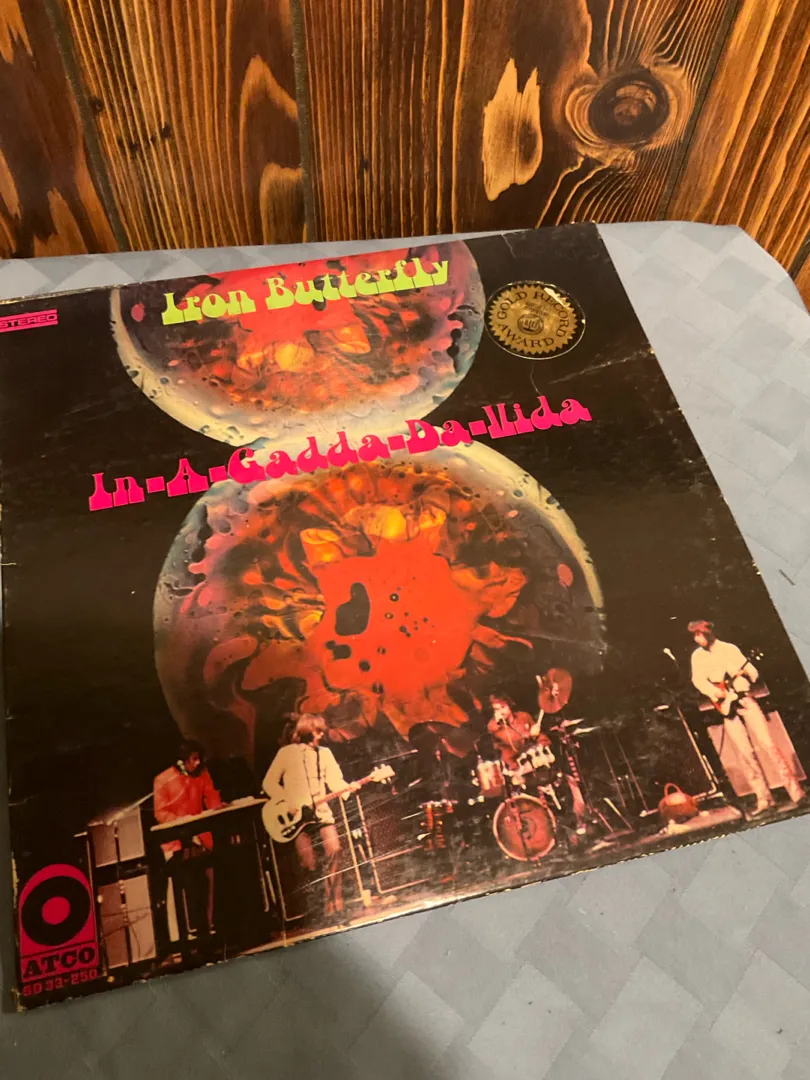 STEREO
Iron Butterfly
GOLD RECORD
AWARD
In-A-Gadda-Da-Vida
ATCO
SD 33-250